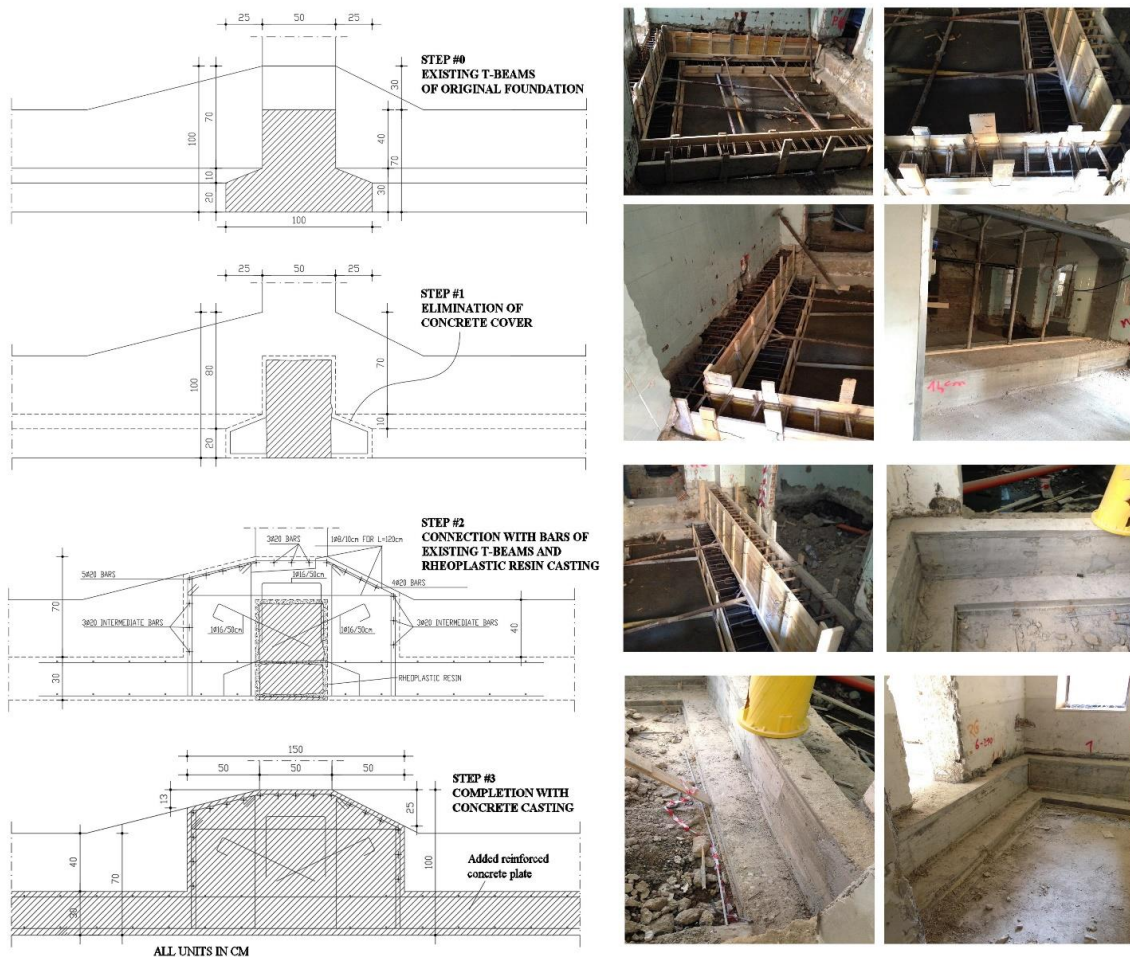 25 50 25
STEP #0
EXISTING T-BEAMS
OF ORIGINAL FOUNDATION
30
70
100
40
70
10
20
30
100
25 50 25
STEP #1
ELIMINATION OF
CONCRETE COVER
80
100
70
10
20
STEP #2
CONNECTION WITH BARS OF
EXISTING T-BEAMS AND
RHEOPLASTIC RESIN CASTING
3Ø20 BARS
1Ø8/10cm FOR L=120cm
1Ø16/50cm
5Ø20 BARS
4Ø20 BARS
70
3Ø20 INTERMEDIATE BARS
3Ø20 INTERMEDIATE BARS
40
1Ø16/50cm
1Ø16/50cm
30
RHEOPLASTIC RESIN
150
50 50 50
STEP #3
COMPLETION WITH
CONCRETE CASTING
13
25
40
70
100
30
Added reinforced
concrete plate
ALL UNITS IN CM